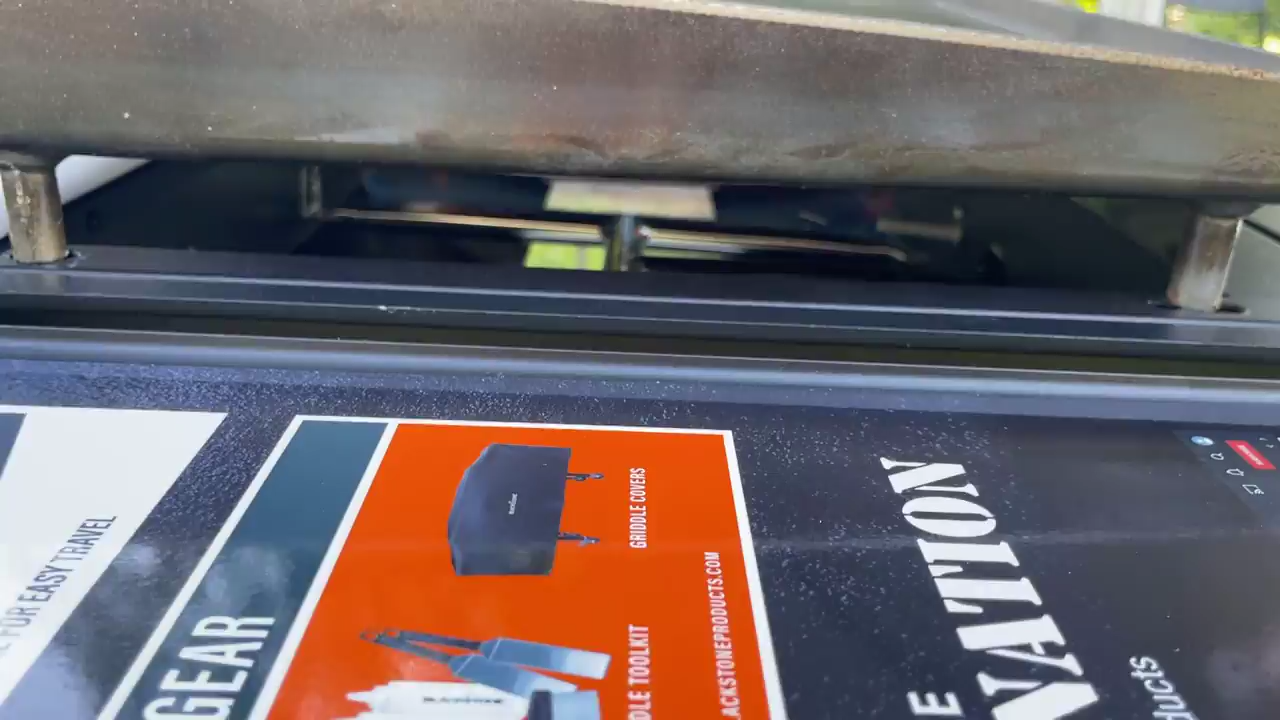 FOR EASY TRAVEL
GEAR
GRIDDLE COVERS
DLE TOOLKIT
LACKSTONEPRODUCTS.COM
E
NATION
ducts